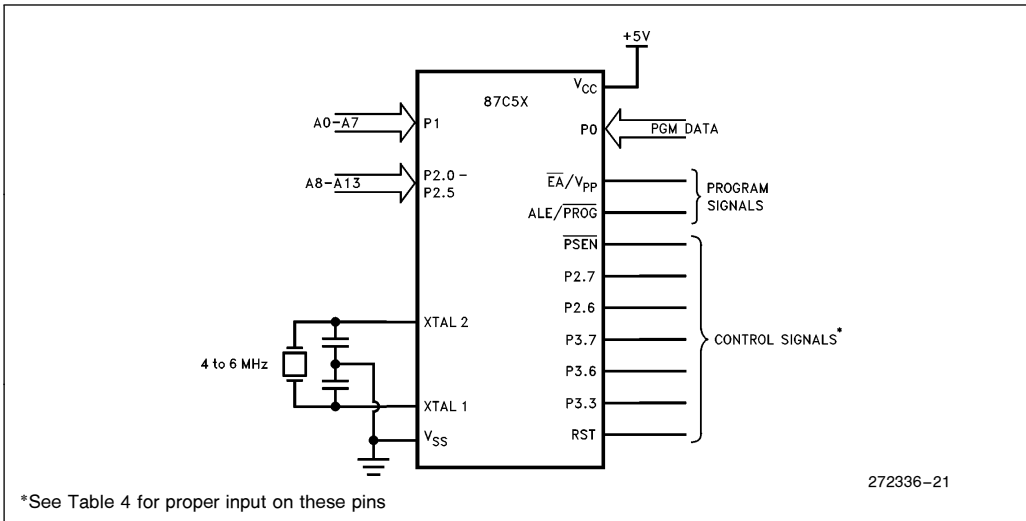 +5V
VCC
87C5X
A0-A7
P1
P0
PGM DATA
A8-A13
P2.0-
P2.5
EA/VPP
ALE/PROG
PROGRAM
SIGNALS
PSEN
P2.7
P2.6
XTAL 2
P3.7
CONTROL SIGNALS*
4 to 6 MHz
P3.6
XTAL 1
P3.3
VSS
RST
272336-21
*See Table 4 for proper input on these pins